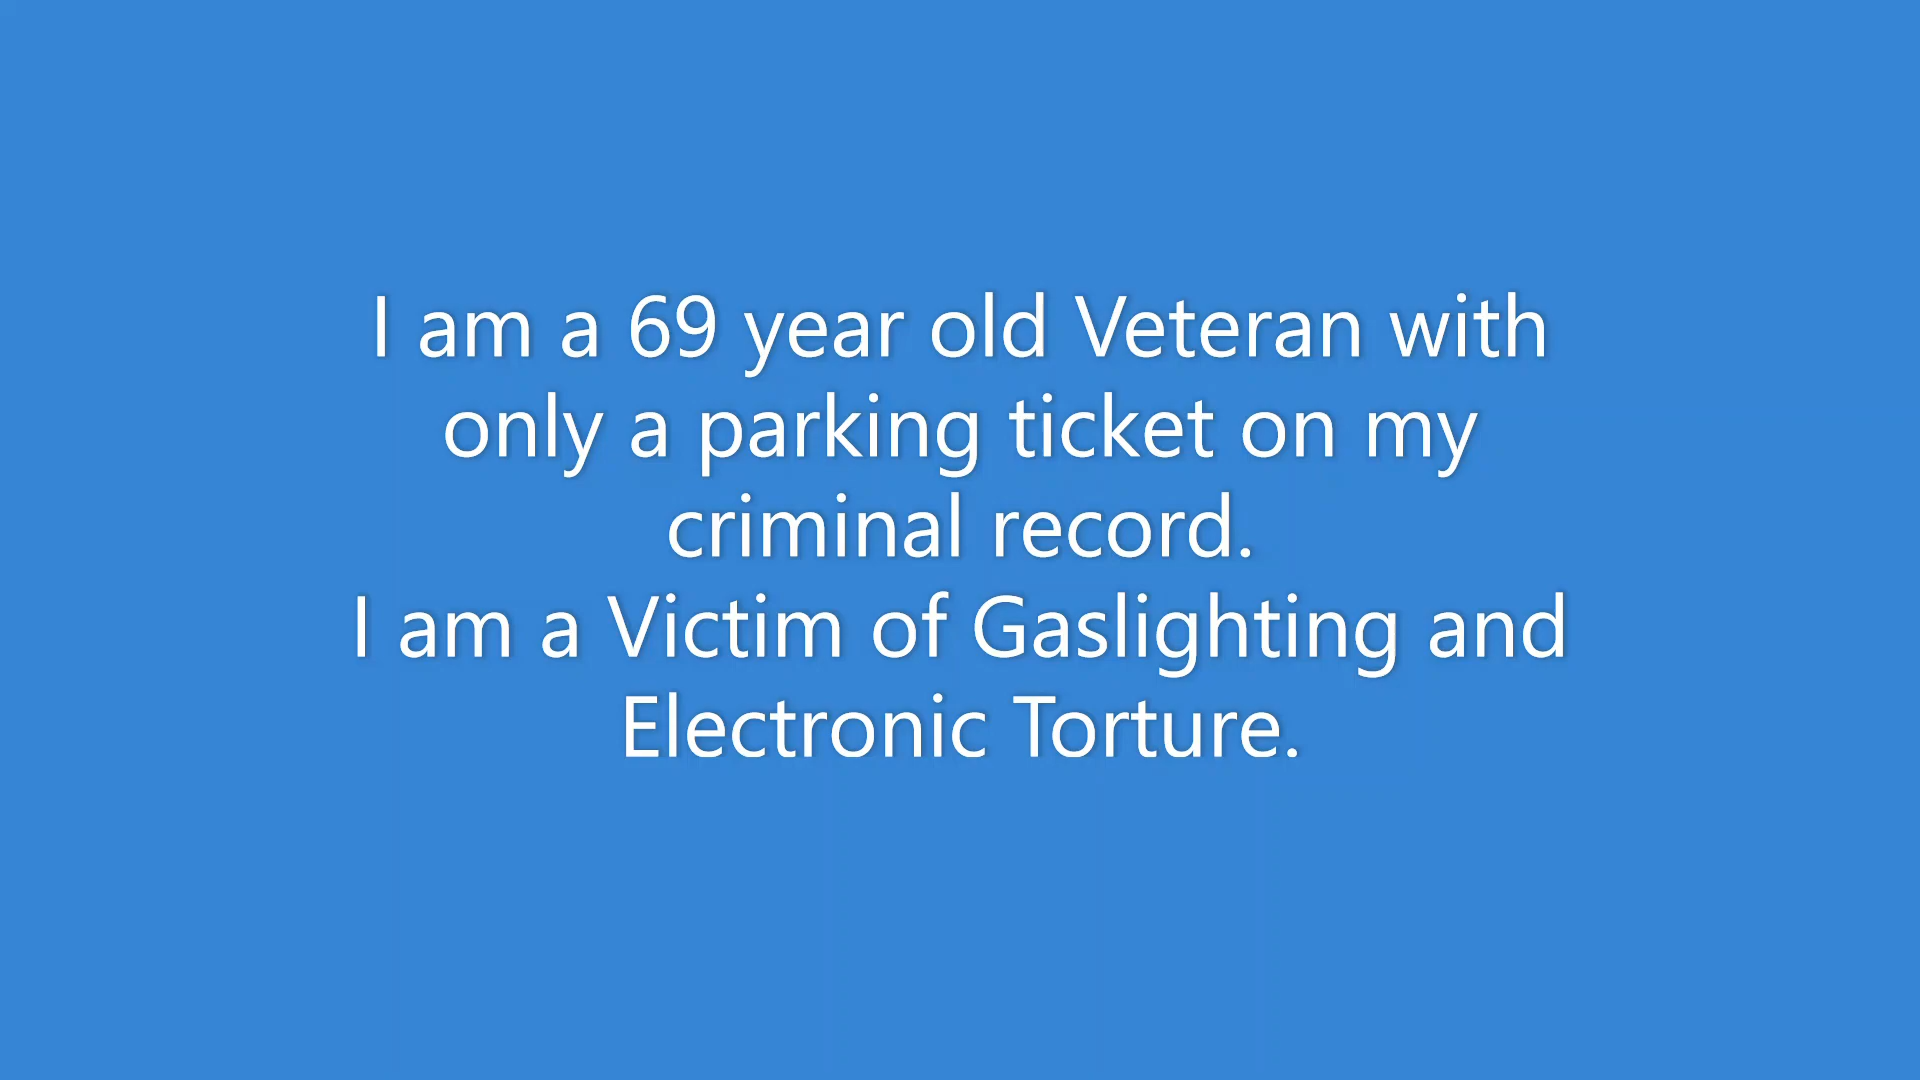 I am a 69 year old Veteran with
only a parking ticket on my
criminal record.
I am a Victim of Gaslighting and
Electronic Torture.